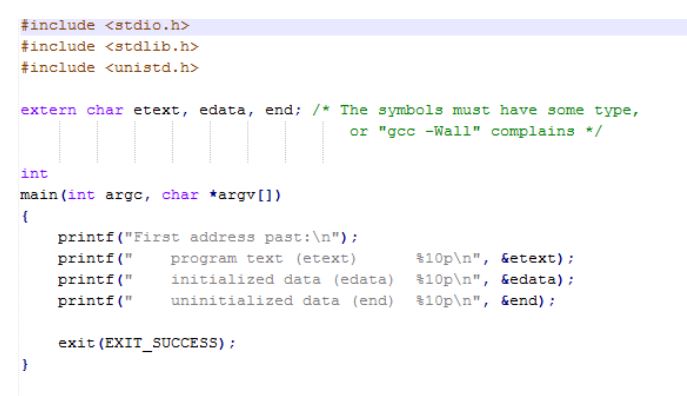 #include <stdio.h>
#include <stdlib.h>
#include <unistd.h>

extern char etext, edata, end; /* The symbols must have some type,
                                   or "gcc -Wall" complains */

int
main(int argc, char *argv[])
{
    printf("First address past:\n");
    printf("    program text (etext)      %10p\n", &etext);
    printf("    initialized data (edata)  %10p\n", &edata);
    printf("    uninitialized data (end)  %10p\n", &end);

    exit(EXIT_SUCCESS);
}